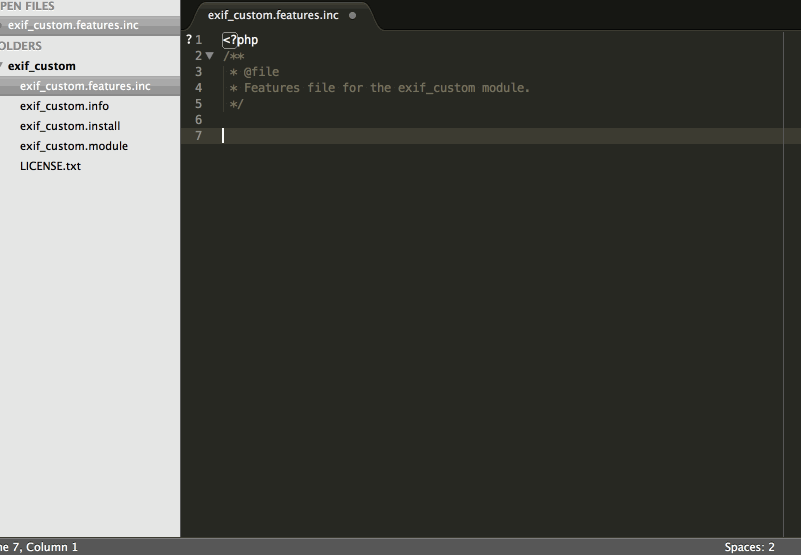 PEN FILES
exif_custom.features.inc
OLDERS
exif_custom
exif_custom.features.inc
exif_custom.info
exif_custom.install
exif_custom.module
LICENSE.txt
exif_custom.features.inc
? 1 <?php
2 /**
3 * @file
4 * Features file for the exif_custom module.
5 */
6
7
ne 7, Column 1
Spaces: 2